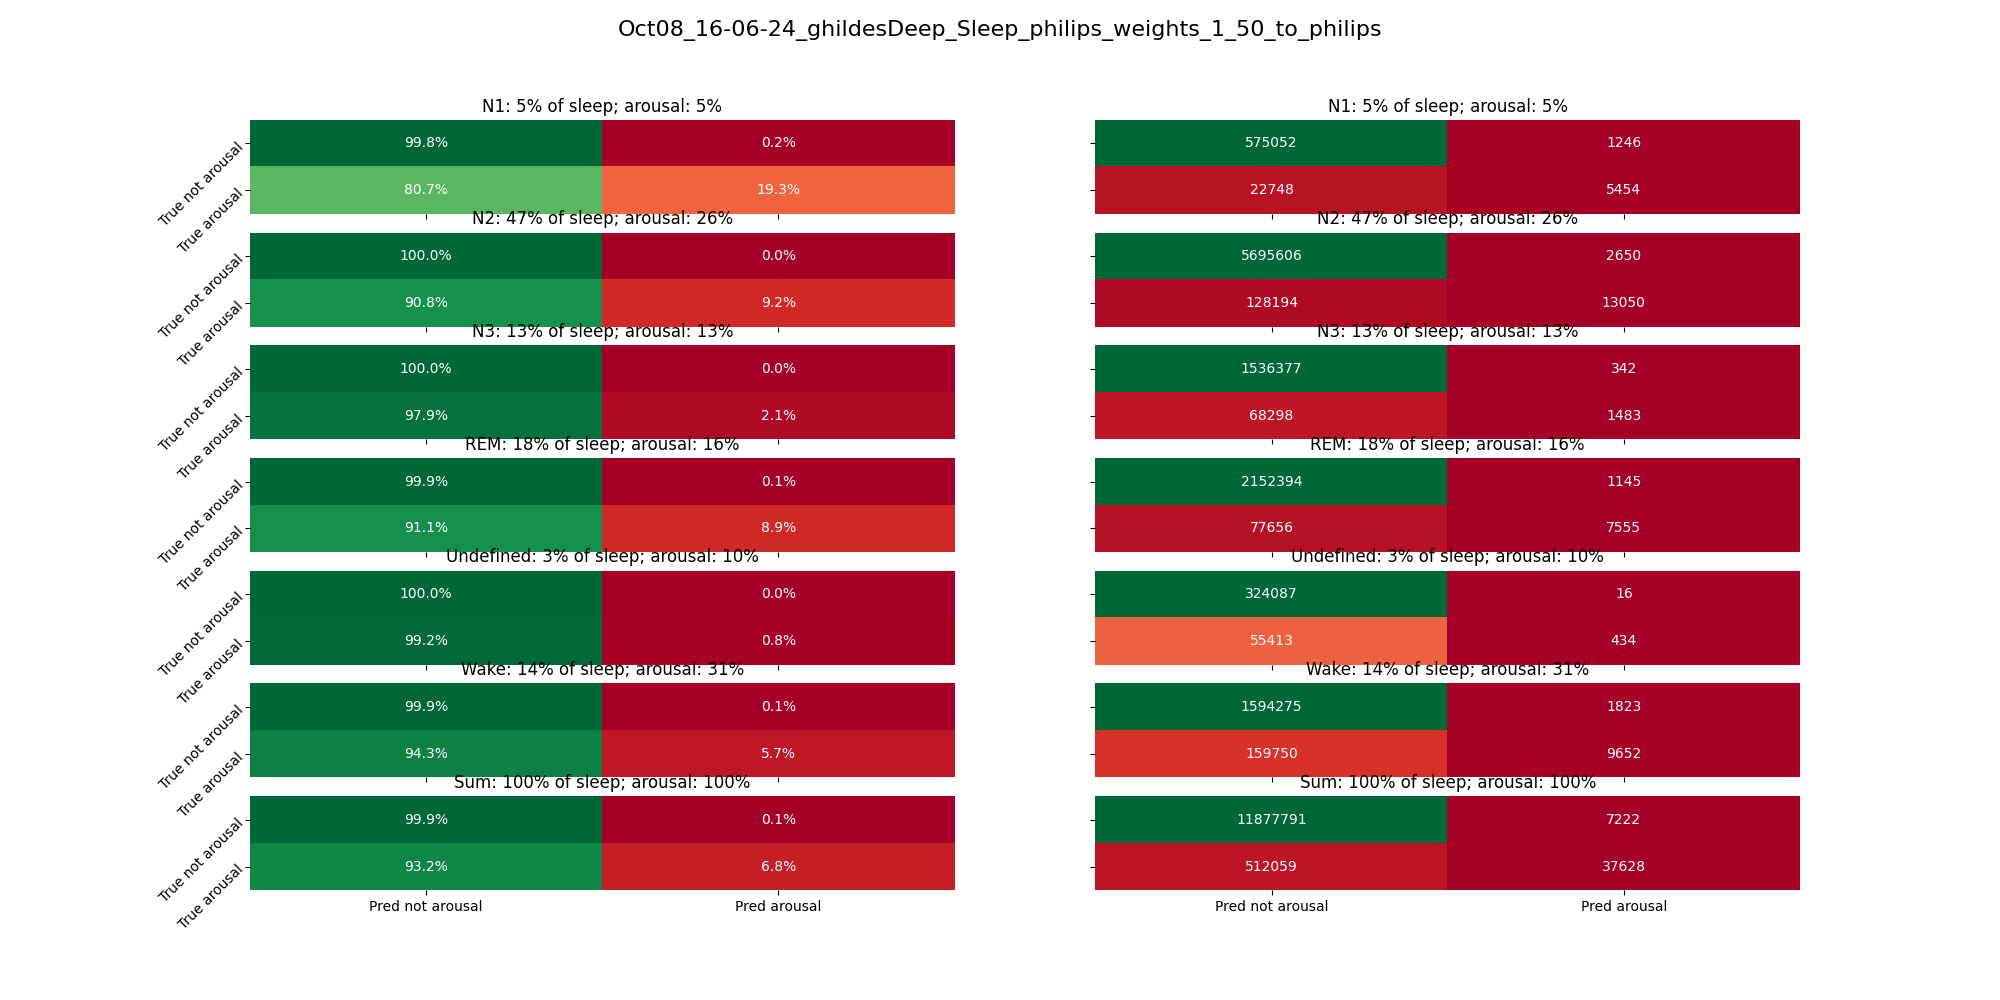 Oct08_16-06-24_ghildesDeep_Sleep_philips_weights_1_50_to_philips
N1: 5% of sleep; arousal: 5%
N1: 5% of sleep; arousal: 5%
True not arousal
99.8%
0.2%
575052
1246
True arousal
80.7%
19.3%
22748
5454
N2: 47% of sleep; arousal: 26%
N2: 47% of sleep; arousal: 26%
True not arousal
100.0%
0.0%
5695606
2650
True arousal
90.8%
9.2%
128194
13050
N3: 13% of sleep; arousal: 13%
N3: 13% of sleep; arousal: 13%
True not arousal
100.0%
0.0%
1536377
342
True arousal
97.9%
2.1%
68298
1483
REM: 18% of sleep; arousal: 16%
REM: 18% of sleep; arousal: 16%
True not arousal
99.9%
0.1%
2152394
1145
True arousal
91.1%
8.9%
77656
7555
Undefined: 3% of sleep; arousal: 10%
Undefined: 3% of sleep; arousal: 10%
True not arousal
100.0%
0.0%
324087
16
True arousal
99.2%
0.8%
55413
434
Wake: 14% of sleep; arousal: 31%
Wake: 14% of sleep; arousal: 31%
True not arousal
99.9%
0.1%
1594275
1823
True arousal
94.3%
5.7%
159750
9652
Sum: 100% of sleep; arousal: 100%
Sum: 100% of sleep; arousal: 100%
True not arousal
99.9%
0.1%
11877791
7222
True arousal
93.2%
6.8%
512059
37628
Pred not arousal
Pred arousal
Pred not arousal
Pred arousal